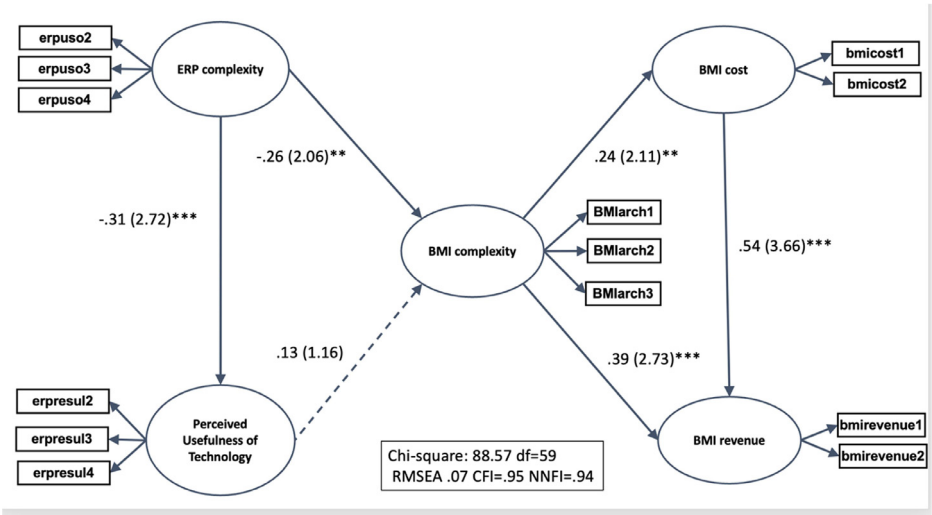 erpuso2
erpuso3
erpuso4
ERP complexity
BMI cost
bmicost1
bmicost2
-.26 (2.06)**
.24 (2.11)**
-.31 (2.72)***
BMI complexity
BMIarch1
BMIarch2
BMIarch3
.54 (3.66)***
.13 (1.16)
.39 (2.73)***
erpresul2
erpresul3
erpresul4
Perceived
Usefulness of
Technology
Chi-square: 88.57 df=59
RMSEA .07 CFI=.95 NNFI=.94
BMI revenue
bmirevenue1
bmirevenue2